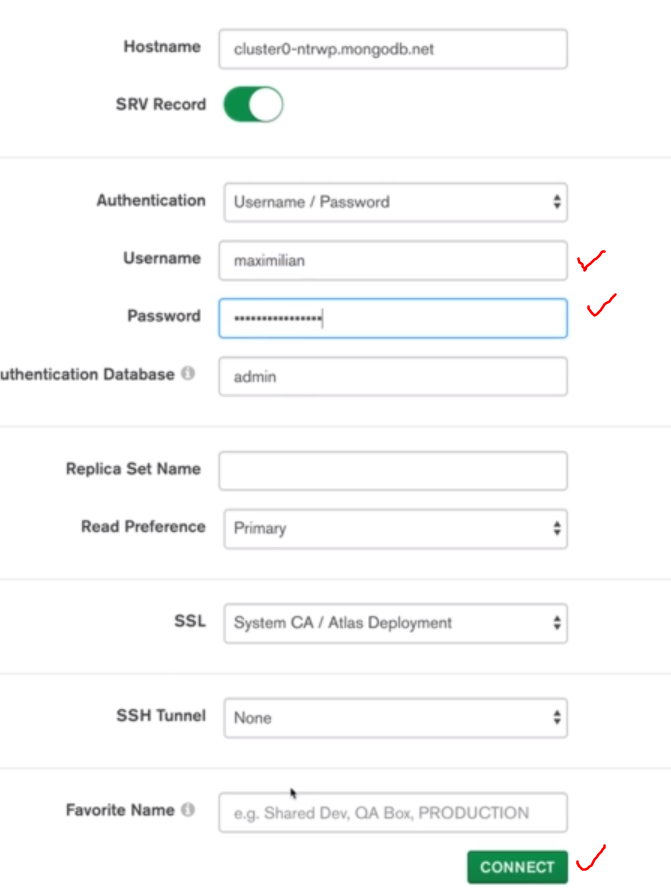 Hostname cluster0-ntrwp.mongodb.net
SRV Record
Authentication Username / Password
Username maximilian
Password ••••••••••••••••
uthentication Database admin
Replica Set Name
Read Preference Primary
SSL System CA / Atlas Deployment
SSH Tunnel None
Favorite Name e.g. Shared Dev, QA Box, PRODUCTION
CONNECT